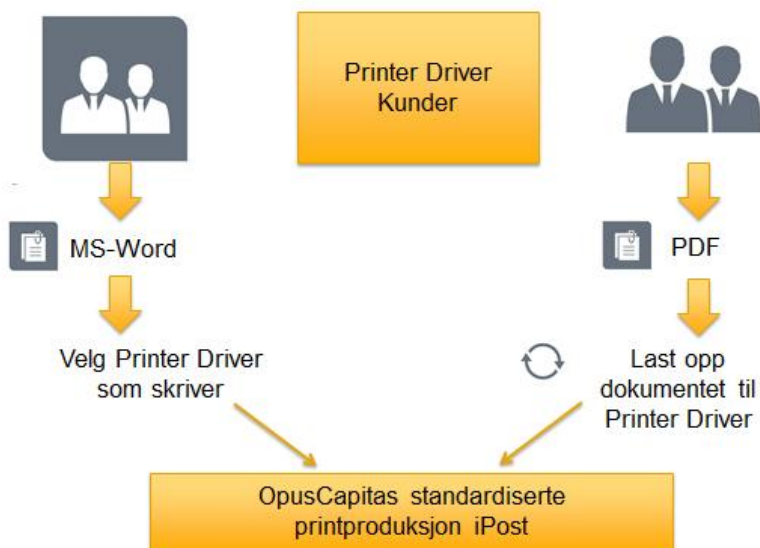 Printer Driver
Kunder
MS-Word
PDF
Velg Printer Driver
som skriver
Last opp
dokumentet til
Printer Driver
OpusCapitas standardiserte
printproduksjon iPost